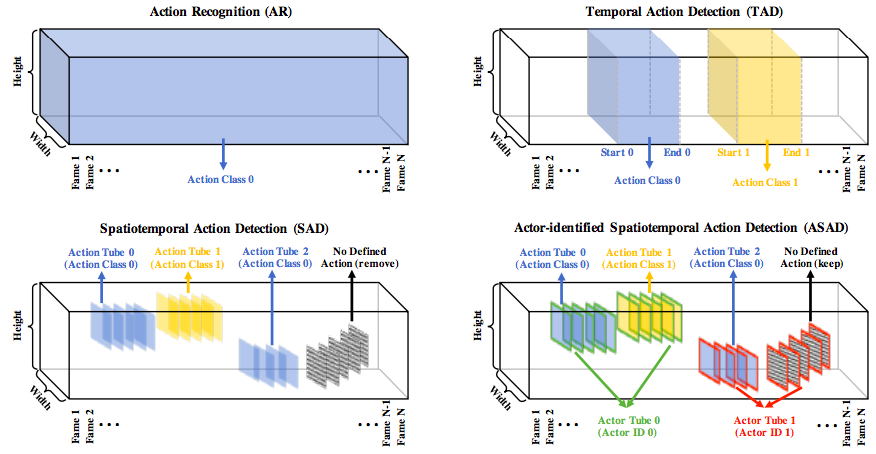 Action Recognition (AR)
Height
Width
Fame 1
Fame 2
• • •
Action Class 0
• • •
Fame N-1
Fame N
Temporal Action Detection (TAD)
Height
Width
Fame 1
Fame 2
• • •
Start 0
End 0
Action Class 0
Start 1
End 1
Action Class 1
• • •
Fame N-1
Fame N
Spatiotemporal Action Detection (SAD)
Action Tube 0
(Action Class 0)
Action Tube 1
(Action Class 1)
Action Tube 2
(Action Class 0)
No Defined
Action (remove)
Height
Width
Fame 1
Fame 2
• • •
• • •
Fame N-1
Fame N
Actor-identified Spatiotemporal Action Detection (ASAD)
Action Tube 0
(Action Class 0)
Action Tube 1
(Action Class 1)
Action Tube 2
(Action Class 0)
No Defined
Action (keep)
Height
Width
Fame 1
Fame 2
• • •
Actor Tube 0
(Actor ID 0)
Actor Tube 1
(Actor ID 1)
• • •
Fame N-1
Fame N